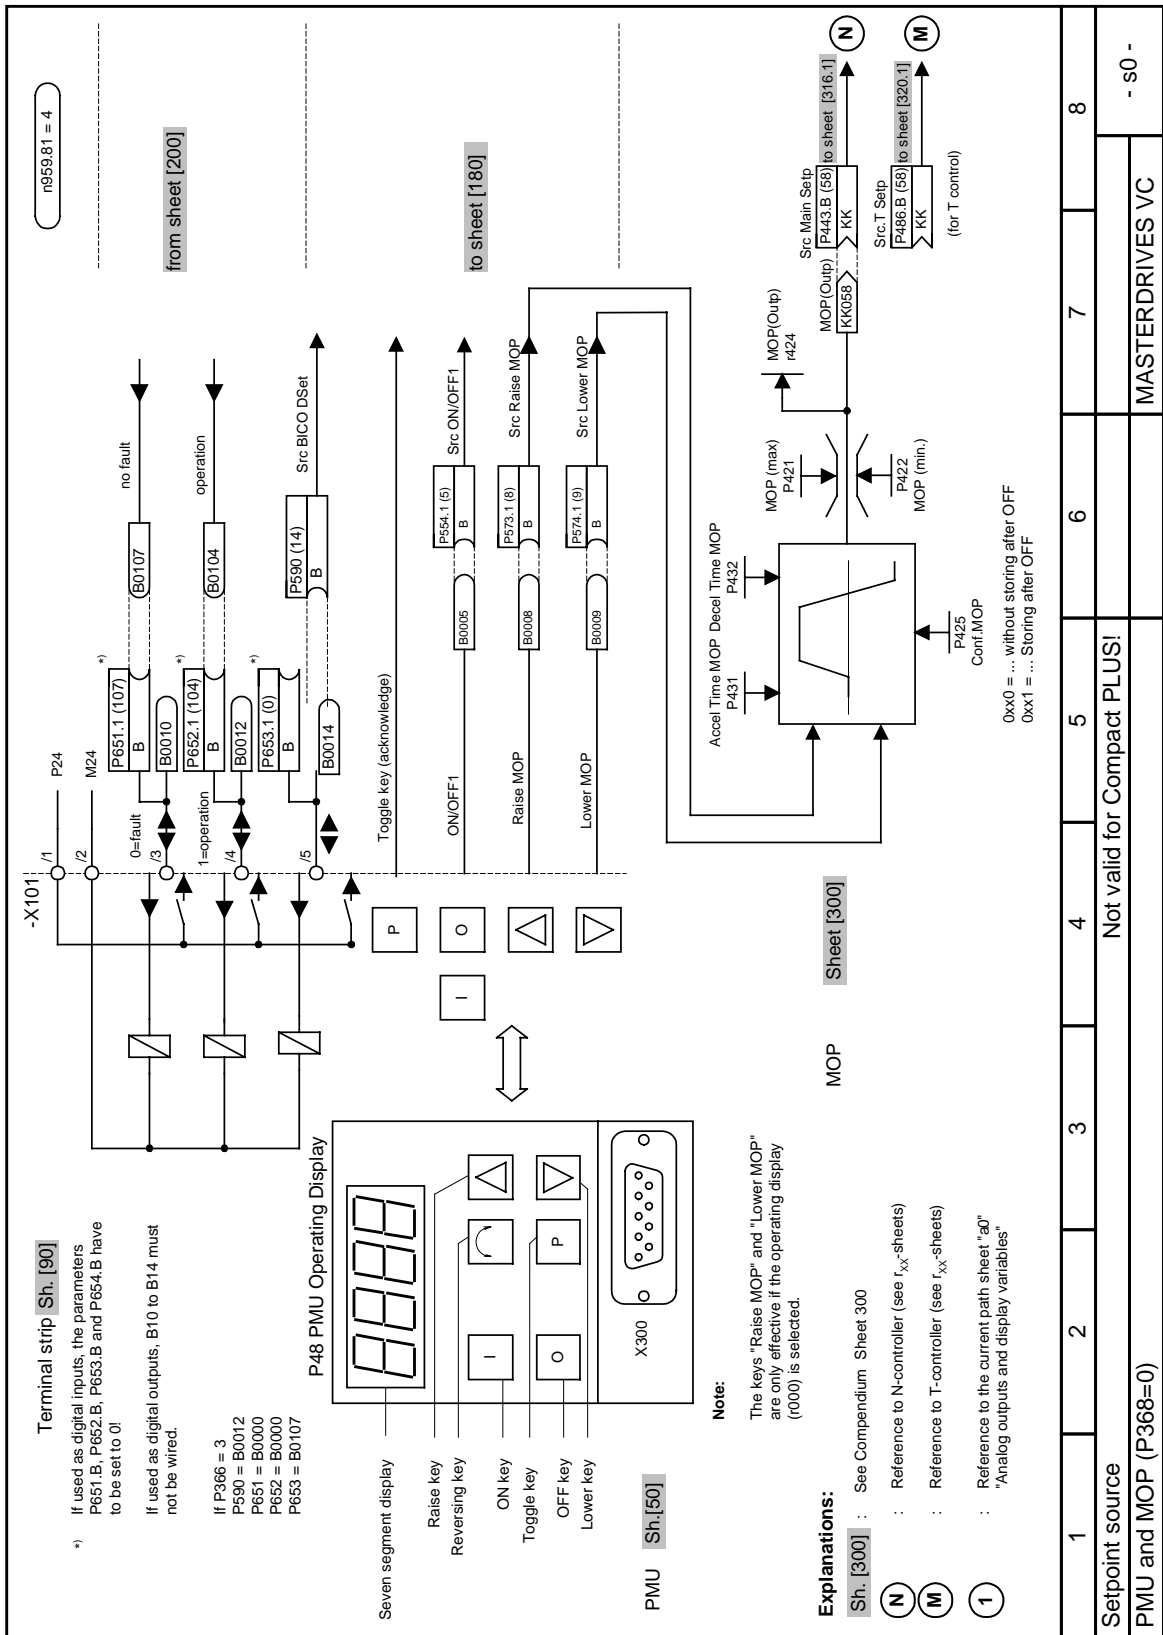 n959.81 = 4
Terminal strip Sh. [90]
*) If used as digital inputs, the parameters
P651.B, P652.B, P653.B and P654.B have
to be set to 0!
If used as digital outputs, B10 to B14 must
not be wired.
If P366 = 3
P590 = B0012
P651 = B0000
P652 = B0000
P653 = B0107
-X101
/1
P24
/2
M24
0=fault
/3
P651.1 (107)
B
*)
B0010
B0107
no fault
1=operation
/4
P652.1 (104)
B
*)
B0012
B0104
operation
/5
P653.1 (0)
B
*)
B0014
P590 (14)
B
Src BICO DSet
from sheet [200]
P48 PMU Operating Display
Seven segment display
Raise key
Reversing key
ON key
Toggle key
OFF key
Lower key
I
O
P
X300
PMU Sh.[50]
P
I
O
Toggle key (acknowledge)
ON/OFF1
B0005
P554.1 (5)
B
Src ON/OFF1
Raise MOP
B0008
P573.1 (8)
B
Src Raise MOP
Lower MOP
B0009
P574.1 (9)
B
Src Lower MOP
to sheet [180]
Note:
The keys "Raise MOP" and "Lower MOP"
are only effective if the operating display
(r000) is selected.
MOP Sheet [300]
Accel Time MOP
P431
Decel Time MOP
P432
P425
Conf.MOP
0xx0 = ... without storing after OFF
0xx1 = ... Storing after OFF
MOP (max)
P421
P422
MOP (min.)
MOP(Outp)
r424
MOP(Outp)
KK058
Src Main Setp
P443.B (58)
KK
to sheet [316.1]
N
Src.T Setp
P486.B (58)
KK
to sheet [320.1]
M
(for T control)
Explanations:
Sh. [300] : See Compendium Sheet 300
N : Reference to N-controller (see rXX-sheets)
M : Reference to T-controller (see rXX-sheets)
1 : Reference to the current path sheet "a0"
"Analog outputs and display variables"
1 2 3 4 5 6 7 8
Setpoint source
Not valid for Compact PLUS!
- s0 -
PMU and MOP (P368=0)
MASTERDRIVES VC